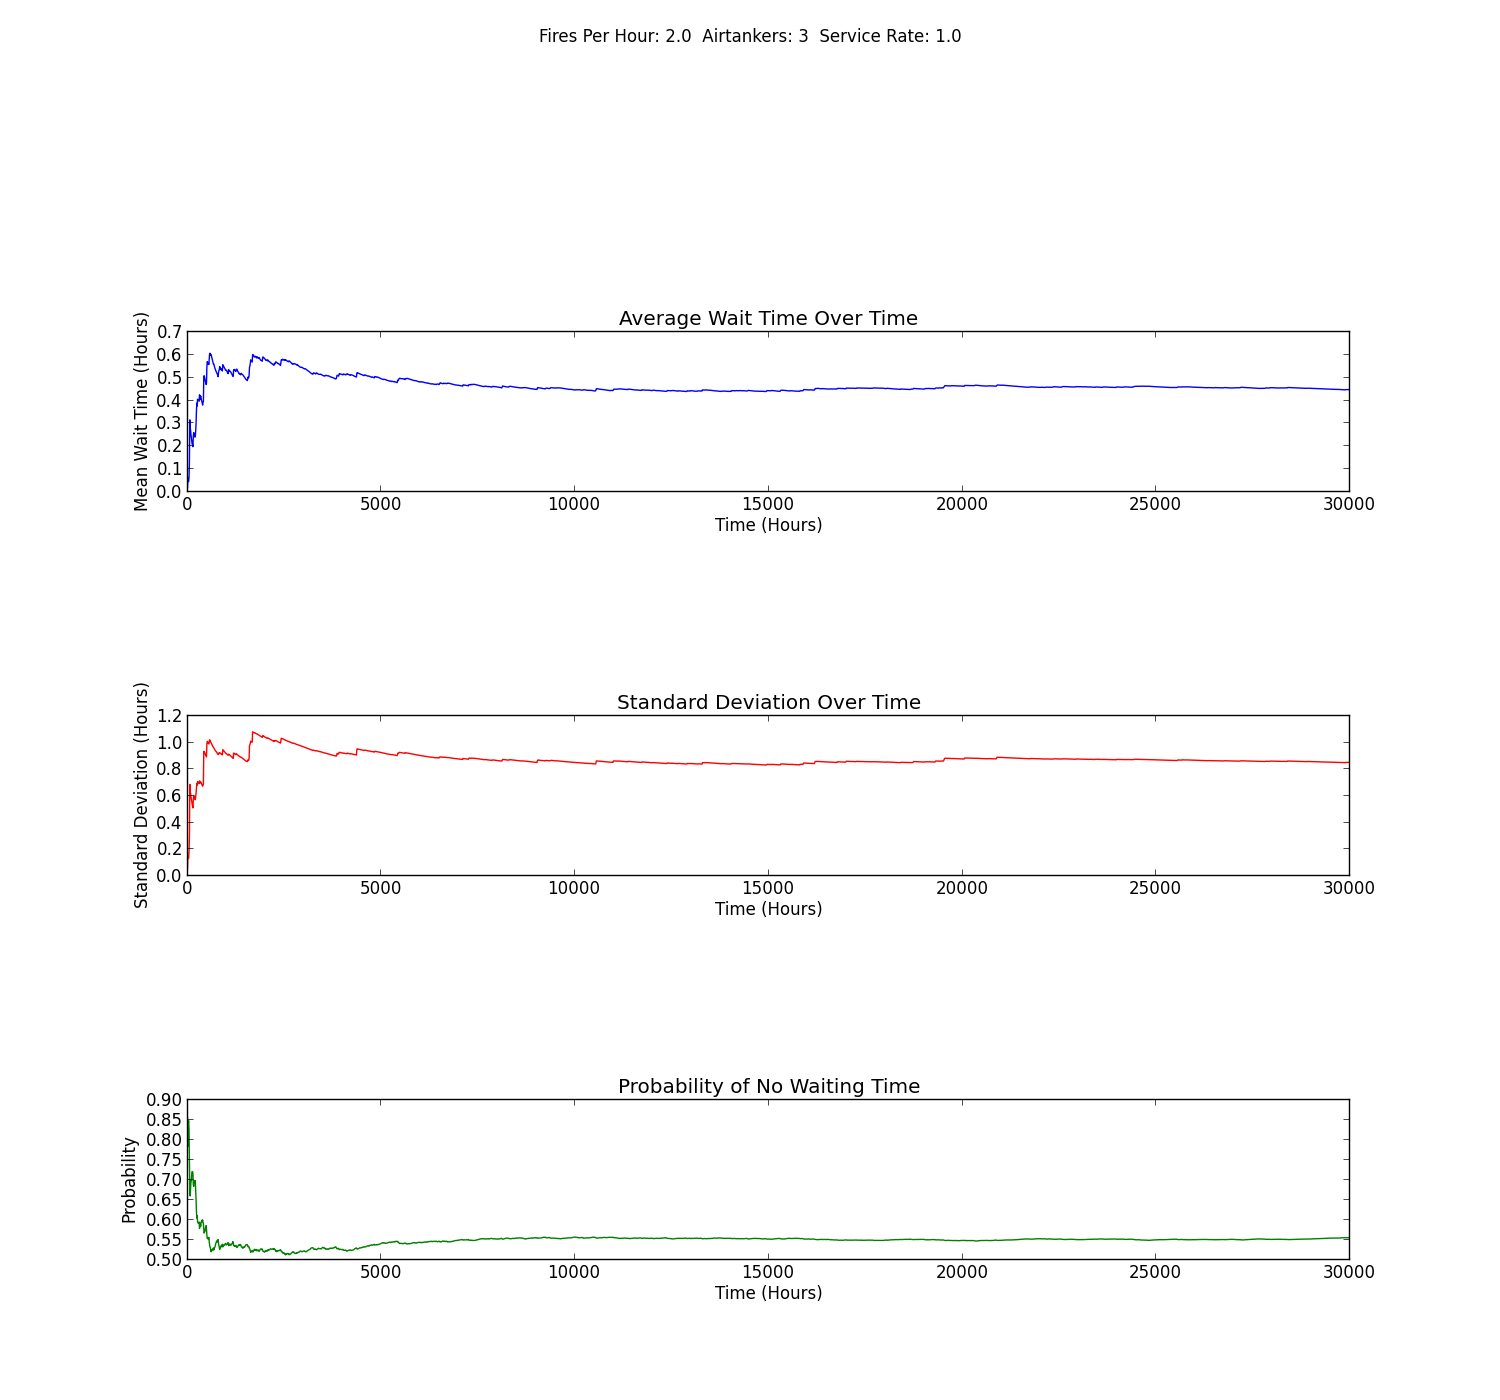 Fires Per Hour: 2.0  Airtankers: 3  Service Rate: 1.0
Average Wait Time Over Time
Mean Wait Time (Hours)
0.7
0.6
0.5
0.4
0.3
0.2
0.1
0.0
0 5000 10000 15000 20000 25000 30000
Time (Hours)
Standard Deviation Over Time
Standard Deviation (Hours)
1.2
1.0
0.8
0.6
0.4
0.2
0.0
0 5000 10000 15000 20000 25000 30000
Time (Hours)
Probability of No Waiting Time
Probability
0.90
0.85
0.80
0.75
0.70
0.65
0.60
0.55
0.50
0 5000 10000 15000 20000 25000 30000
Time (Hours)